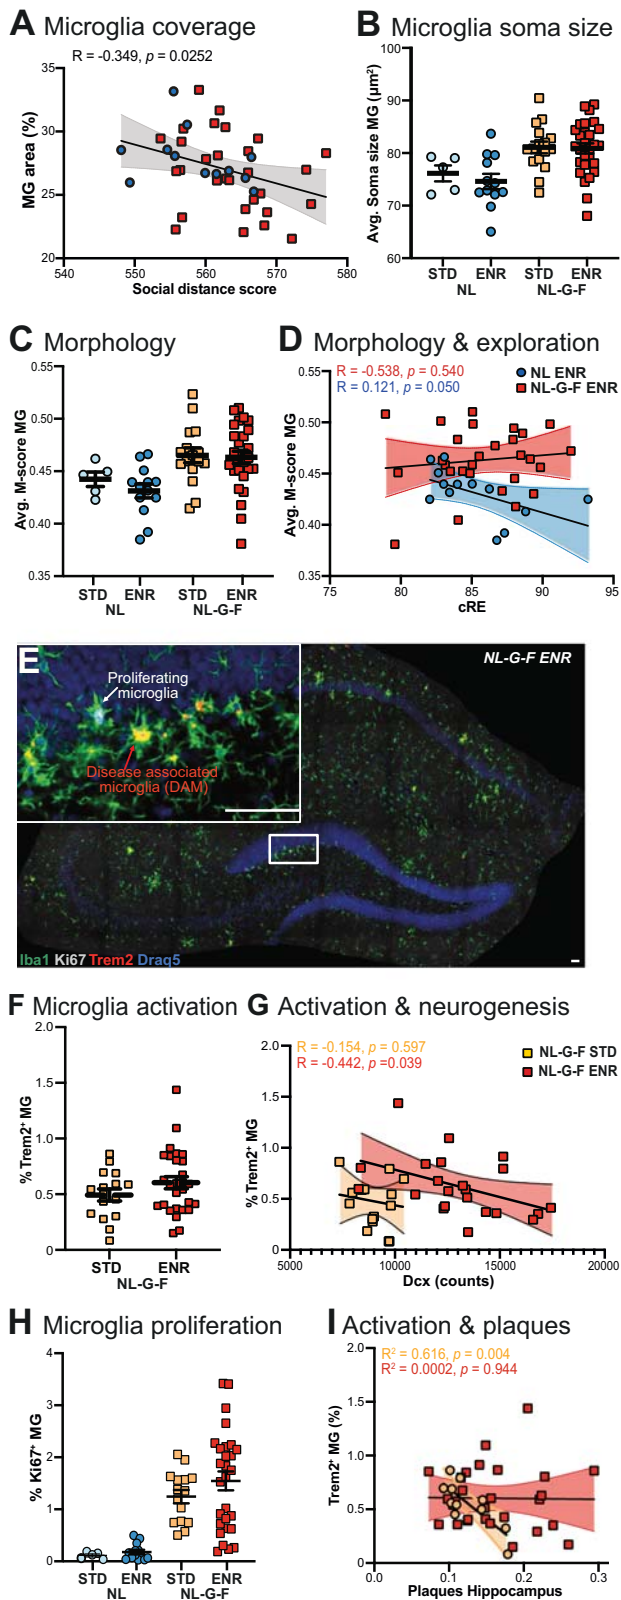 A Microglia coverage
R = -0.349, p = 0.0252
MG area (%)
35
30
25
20
540 550 560 570 580
Social distance score
B Microglia soma size
Avg. Soma size MG (μm²)
100
90
80
70
60
STD ENR STD ENR
NL NL-G-F
C Morphology
Avg. M-score MG
0.55
0.50
0.45
0.40
0.35
STD ENR STD ENR
NL NL-G-F
D Morphology & exploration
R = -0.538, p = 0.540
R = 0.121, p = 0.050
NL ENR
NL-G-F ENR
Avg. M-score MG
0.55
0.50
0.45
0.40
0.35
75 80 85 90 95
cRE
E
NL-G-F ENR
Proliferating
microglia
Disease associated
microglia (DAM)
Iba1 Ki67 Trem2 Draq5
F Microglia activation
% Trem2⁺ MG
2.0
1.5
1.0
0.5
0
STD ENR
NL-G-F
G Activation & neurogenesis
R = -0.154, p = 0.597
R = -0.442, p =0.039
NL-G-F STD
NL-G-F ENR
% Trem2⁺ MG
2.0
1.5
1.0
0.5
0
5000 10000 15000 20000
Dcx (counts)
H Microglia proliferation
% Ki67⁺ MG
4
3
2
1
0
STD ENR STD ENR
NL NL-G-F
I Activation & plaques
R² = 0.616, p = 0.004
R² = 0.0002, p = 0.944
Trem2⁺ MG (%)
2.0
1.5
1.0
0.5
0
0.0 0.1 0.2 0.3
Plaques Hippocampus